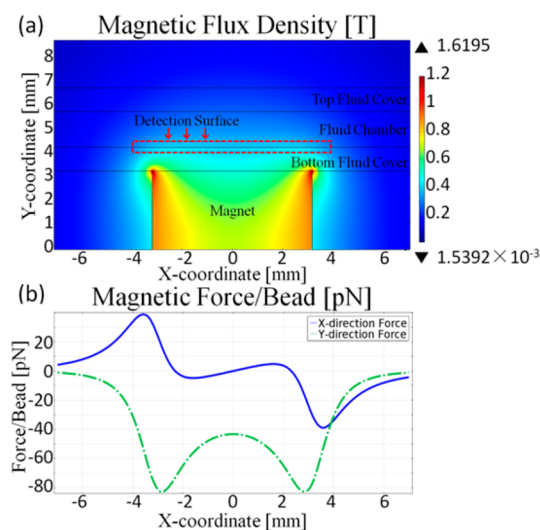 (a) Magnetic Flux Density [T]
1.6195
8
7
6
5
4
3
2
1
0
Y-coordinate [mm]
Top Fluid Cover
Detection Surface
Fluid Chamber
Bottom Fluid Cover
Magnet
1.2
1
0.8
0.6
0.4
0.2
1.5392×10⁻³
-6 -4 -2 0 2 4 6
X-coordinate [mm]
(b) Magnetic Force/Bead [pN]
X-direction Force
Y-direction Force
20
0
-20
-40
-60
-80
Force/Bead [pN]
-6 -4 -2 0 2 4 6
X-coordinate [mm]